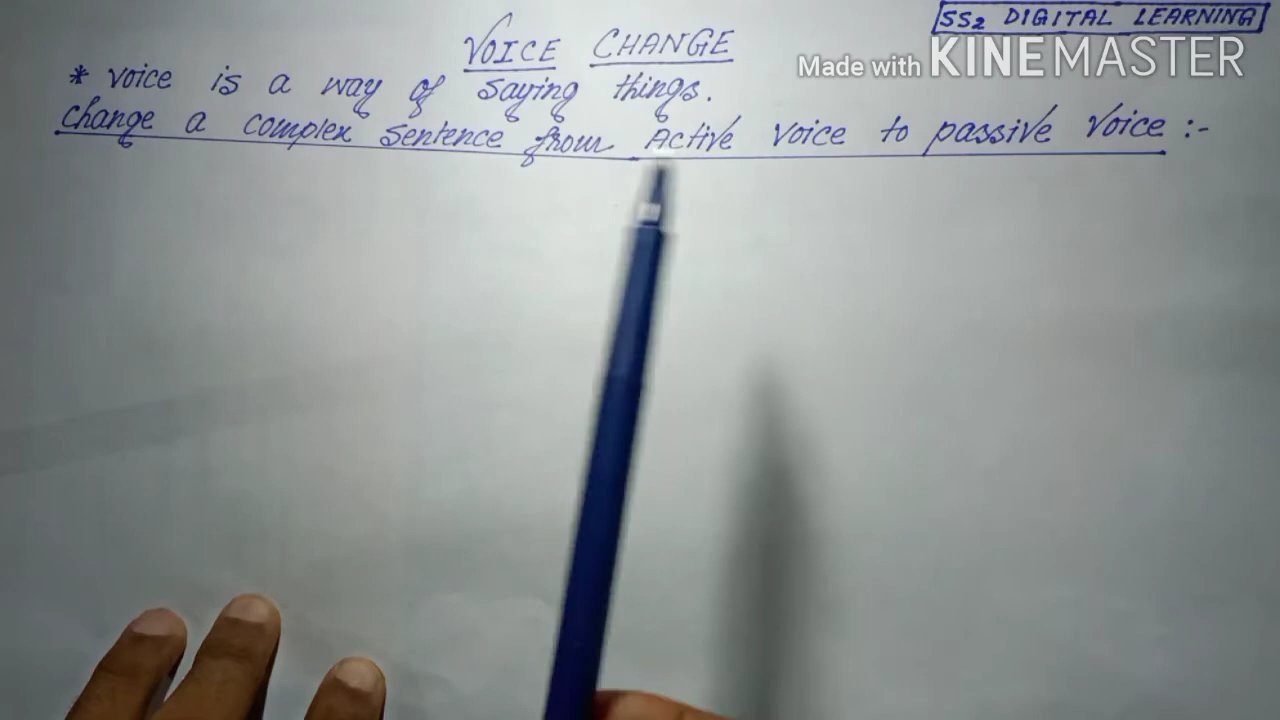 SS2 DIGITAL LEARNING
Made with KINEMASTER
VOICE CHANGE
* voice is a way of saying things.
change a complex sentence from Active voice to passive voice :-